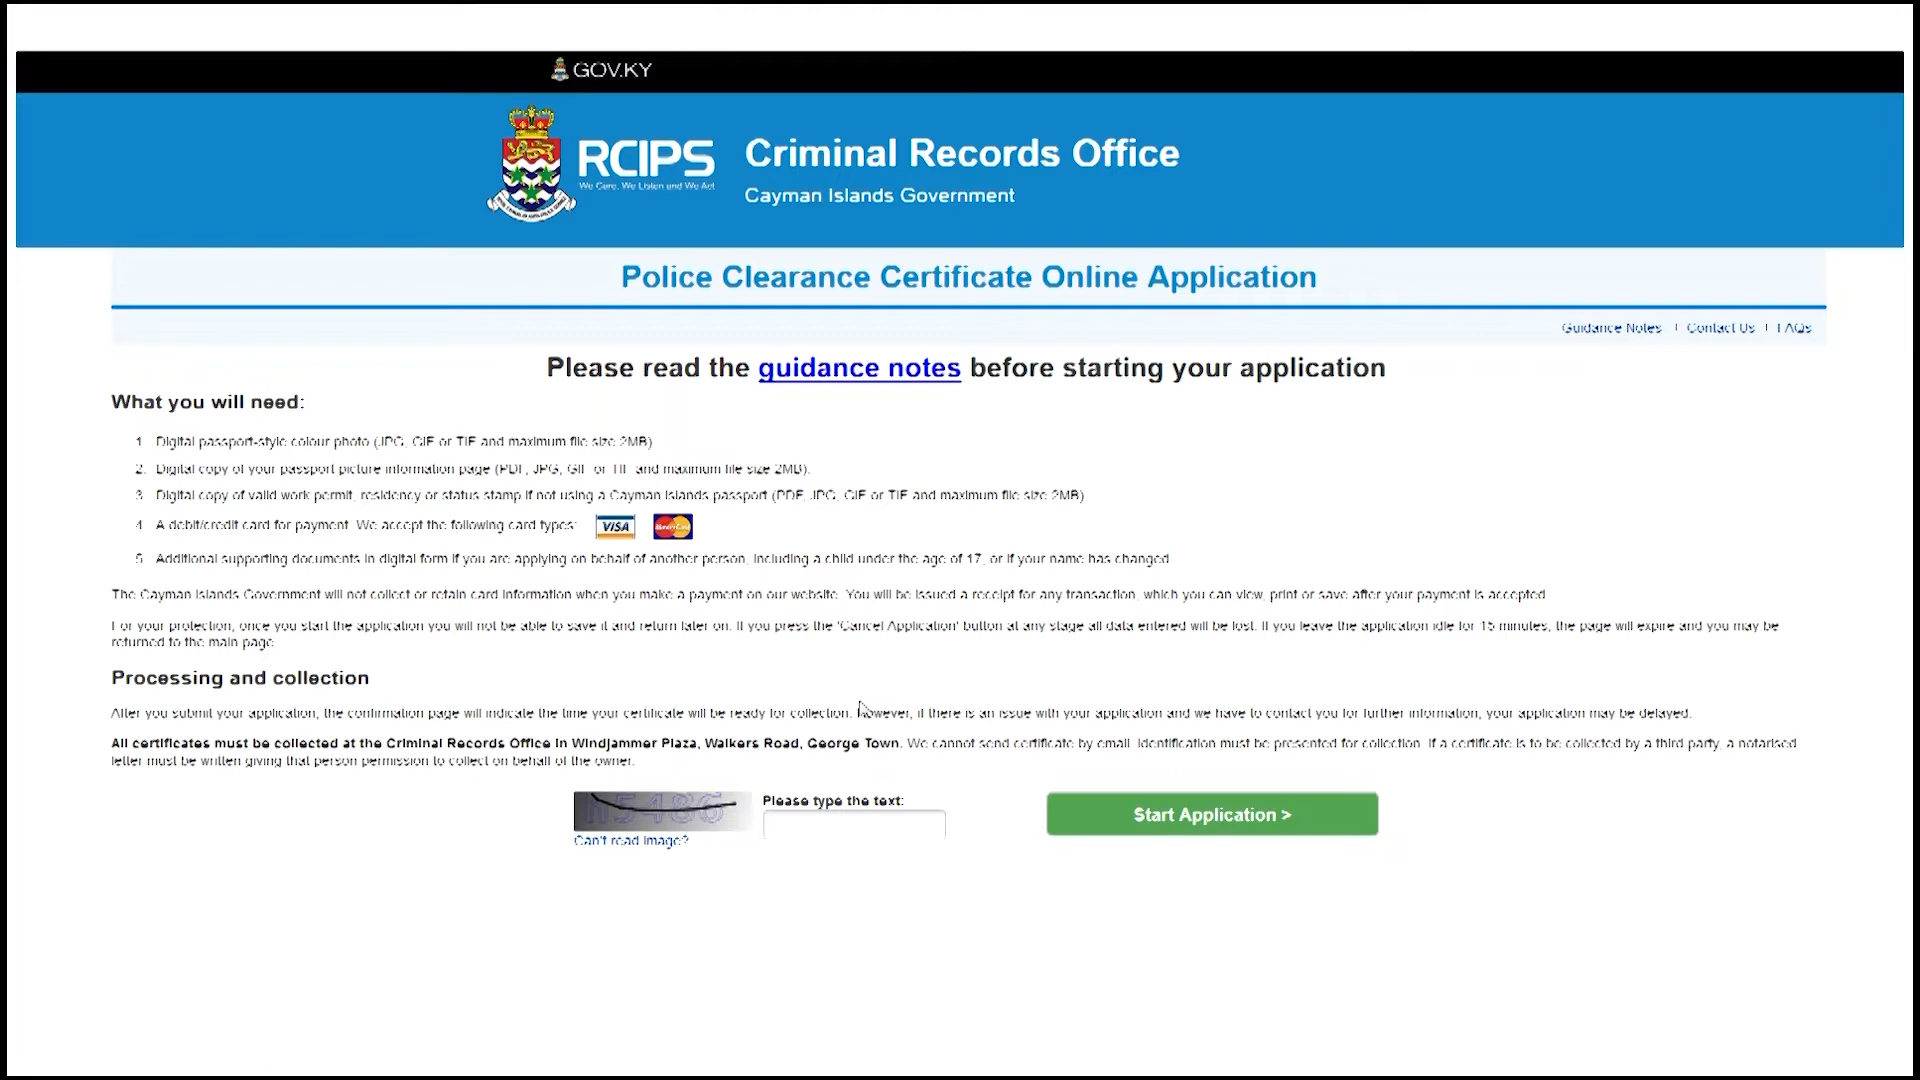 GOV.KY
RCIPS
We Care. We Listen and We Act
Criminal Records Office
Cayman Islands Government
Police Clearance Certificate Online Application
Guidance Notes | Contact Us | FAQs
Please read the guidance notes before starting your application
What you will need:
1. Digital passport-style colour photo (JPG, GIF or TIF and maximum file size 2MB)
2. Digital copy of your passport picture information page (PDF, JPG, GIF or TIF and maximum file size 2MB).
3. Digital copy of valid work permit, residency or status stamp if not using a Cayman Islands passport (PDF, JPG, GIF or TIF and maximum file size 2MB)
4. A debit/credit card for payment. We accept the following card types: VISA MasterCard
5. Additional supporting documents in digital form if you are applying on behalf of another person, including a child under the age of 17, or if your name has changed
The Cayman Islands Government will not collect or retain card information when you make a payment on our website. You will be issued a receipt for any transaction, which you can view, print or save after your payment is accepted
For your protection, once you start the application you will not be able to save it and return later on. If you press the 'Cancel Application' button at any stage all data entered will be lost. If you leave the application idle for 15 minutes, the page will expire and you may be
returned to the main page.
Processing and collection
After you submit your application, the confirmation page will indicate the time your certificate will be ready for collection. However, if there is an issue with your application and we have to contact you for further information, your application may be delayed.
All certificates must be collected at the Criminal Records Office in Windjammer Plaza, Walkers Road, George Town. We cannot send certificate by email. Identification must be presented for collection. If a certificate is to be collected by a third party, a notarised
letter must be written giving that person permission to collect on behalf of the owner.
Please type the text:
Start Application >
Can't read image?